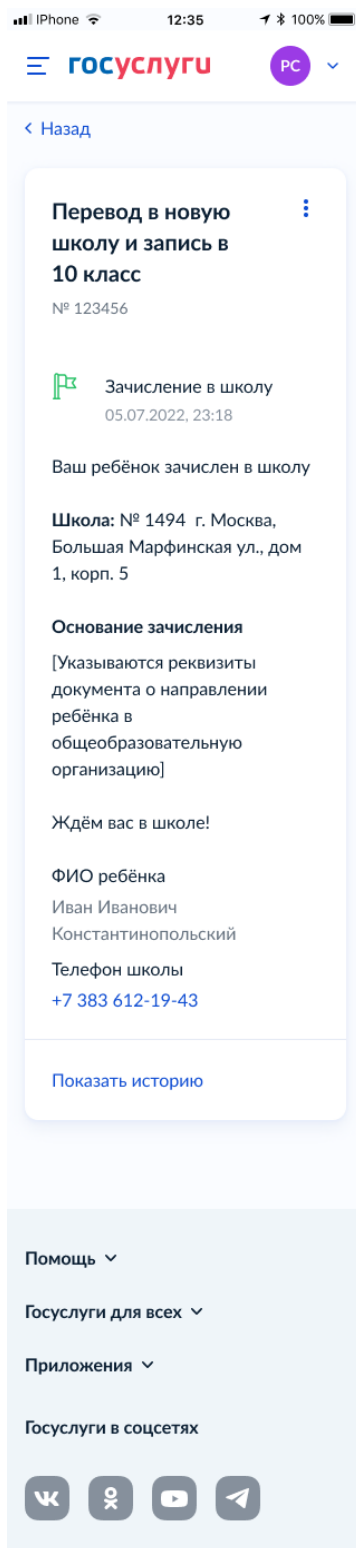 iPhone 12:35 100%
госуслуги РС
Назад
Перевод в новую
школу и запись в
10 класс
№ 123456
Зачисление в школу
05.07.2022, 23:18
Ваш ребёнок зачислен в школу
Школа: № 1494 г. Москва,
Большая Марфинская ул., дом
1, корп. 5
Основание зачисления
[Указываются реквизиты
документа о направлении
ребёнка в
общеобразовательную
организацию]
Ждём вас в школе!
ФИО ребёнка
Иван Иванович
Константинопольский
Телефон школы
+7 383 612-19-43
Показать историю
Помощь
Госуслуги для всех
Приложения
Госуслуги в соцсетях